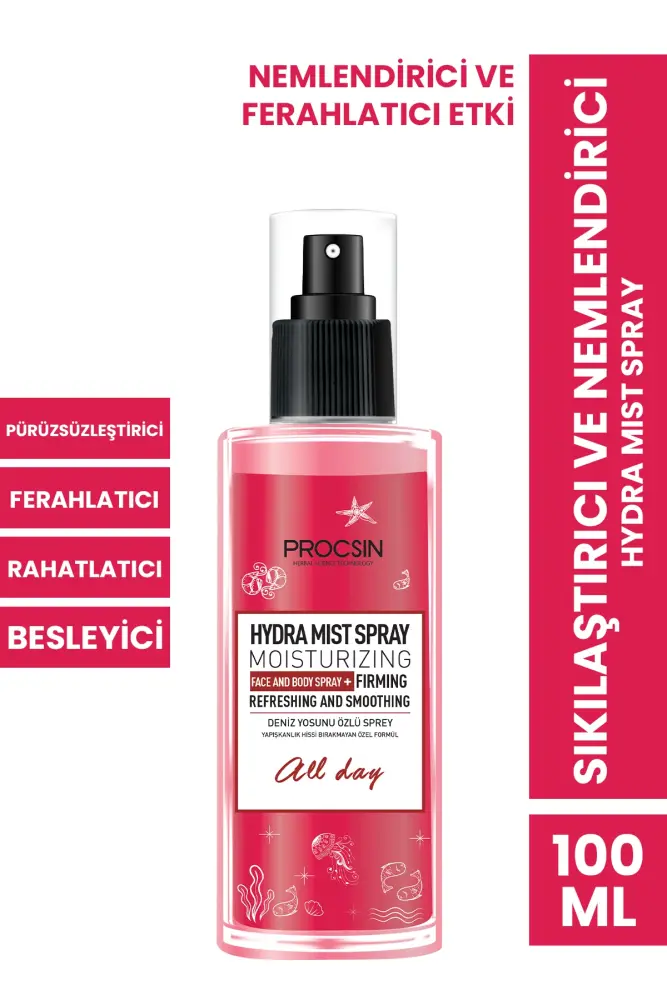 NEMLENDİRİCİ VE
FERAHLATICI ETKİ
SIKILAŞTIRICI VE NEMLENDİRİCİ
HYDRA MIST SPRAY
PÜRÜZSÜZLEŞTİRİCİ
FERAHLATICI
RAHATLATICI
BESLEYİCİ
PROCSIN
HERBAL SCIENCE TECHNOLOGY
HYDRA MIST SPRAY
MOISTURIZING
FACE AND BODY SPRAY + FIRMING
REFRESHING AND SMOOTHING
DENİZ YOSUNU ÖZLÜ SPREY
YAPIŞKANLIK HİSSİ BIRAKMAYAN ÖZEL FORMÜL
All day
100
ML